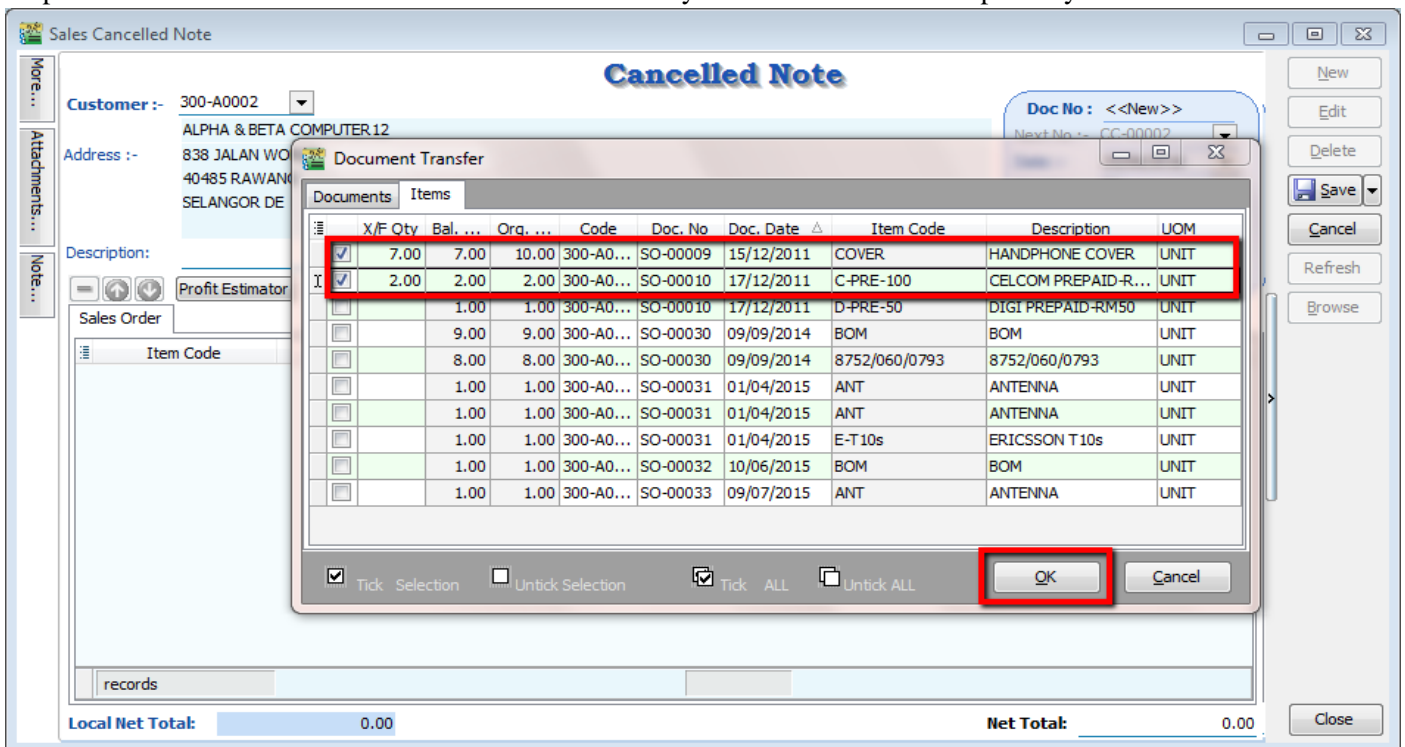 Sales Cancelled Note
More...
Attachments...
Note...
Cancelled Note
Customer :- 300-A0002
Doc No : <<New>>
Next No :- CC-00002
ALPHA & BETA COMPUTER12
Address :- 838 JALAN WO
40485 RAWANG
SELANGOR DE
Description:
Profit Estimator
Sales Order
Item Code
Document Transfer
Documents Items
X/F Qty Bal. ... Org. ... Code Doc. No Doc. Date Item Code Description UOM
7.00 7.00 10.00 300-A0... SO-00009 15/12/2011 COVER HANDPHONE COVER UNIT
2.00 2.00 2.00 300-A0... SO-00010 17/12/2011 C-PRE-100 CELCOM PREPAID-R... UNIT
1.00 1.00 300-A0... SO-00010 17/12/2011 D-PRE-50 DIGI PREPAID-RM50 UNIT
9.00 9.00 300-A0... SO-00030 09/09/2014 BOM BOM UNIT
8.00 8.00 300-A0... SO-00030 09/09/2014 8752/060/0793 8752/060/0793 UNIT
1.00 1.00 300-A0... SO-00031 01/04/2015 ANT ANTENNA UNIT
1.00 1.00 300-A0... SO-00031 01/04/2015 ANT ANTENNA UNIT
1.00 1.00 300-A0... SO-00031 01/04/2015 E-T10s ERICSSON T10s UNIT
1.00 1.00 300-A0... SO-00032 10/06/2015 BOM BOM UNIT
1.00 1.00 300-A0... SO-00033 09/07/2015 ANT ANTENNA UNIT
Tick Selection Untick Selection Tick ALL Untick ALL OK Cancel
records
Local Net Total: 0.00 Net Total: 0.00
New
Edit
Delete
Save
Cancel
Refresh
Browse
Close